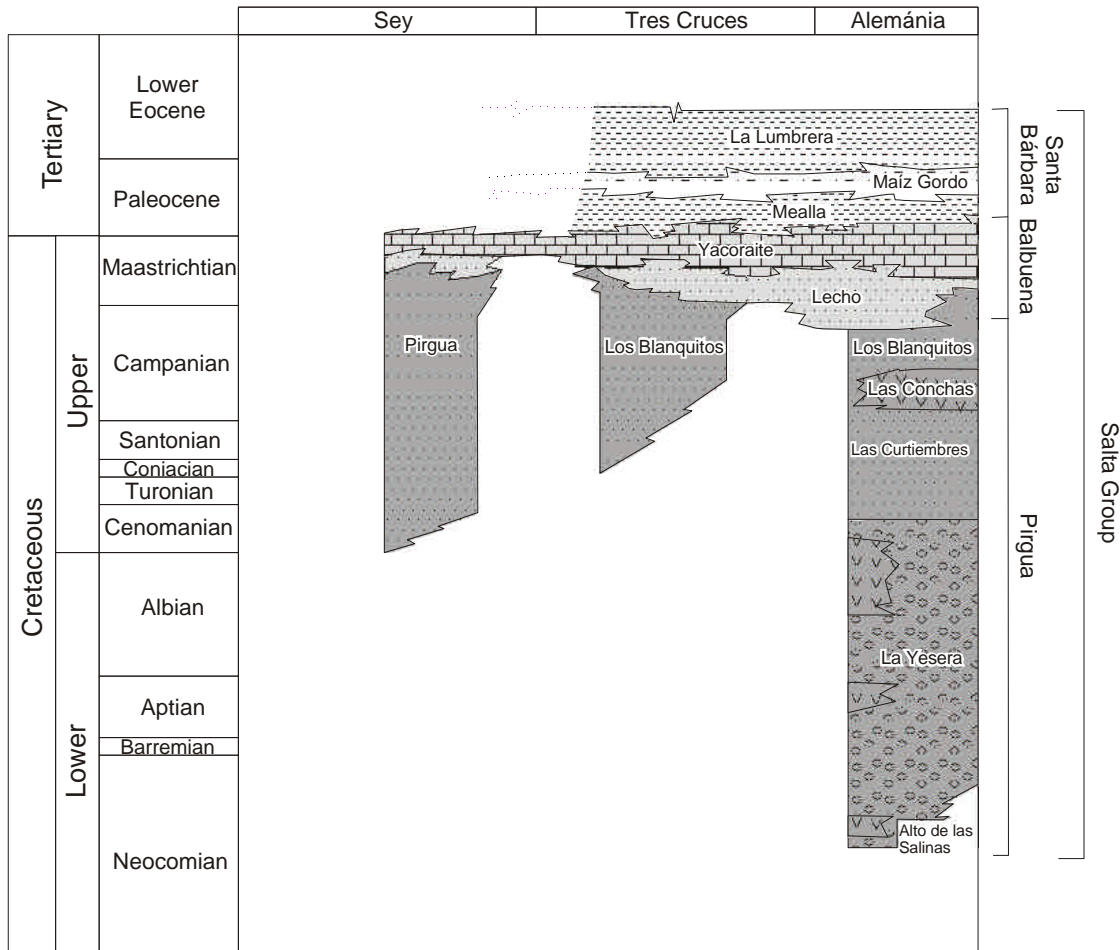 Sey
Tres Cruces
Alemánia
Tertiary
Lower
Eocene
Paleocene
Cretaceous
Upper
Maastrichtian
Campanian
Santonian
Coniacian
Turonian
Cenomanian
Lower
Albian
Aptian
Barremian
Neocomian
La Lumbrera
Maíz Gordo
Mealla
Yacoraite
Lecho
Pirgua
Los Blanquitos
Los Blanquitos
Las Conchas
Las Curtiembres
La Yesera
Alto de las
Salinas
Santa
Bárbara
Balbuena
Pirgua
Salta Group